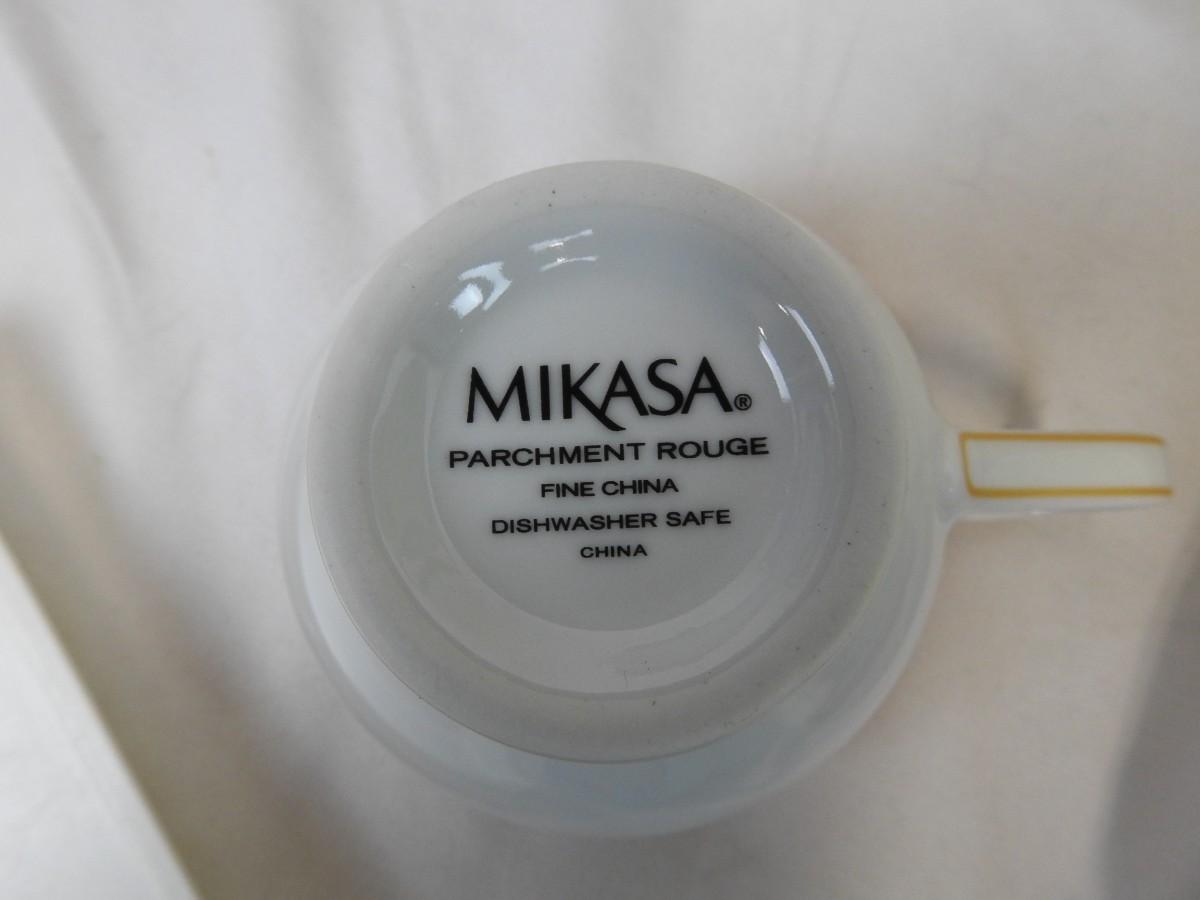 MIKASA®
PARCHMENT ROUGE
FINE CHINA
DISHWASHER SAFE
CHINA